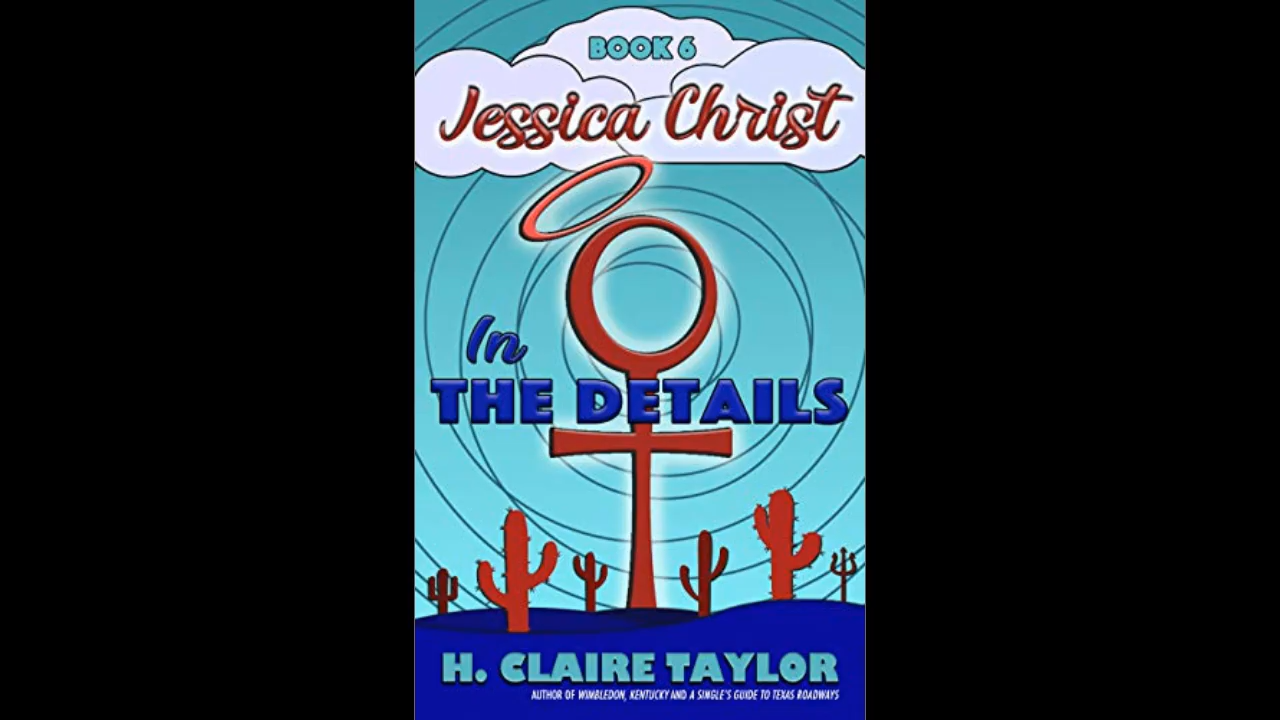 BOOK 6
Jessica Christ
In
THE DETAILS
H. CLAIRE TAYLOR
AUTHOR OF WIMBLEDON, KENTUCKY AND A SINGLE'S GUIDE TO TEXAS ROADWAYS